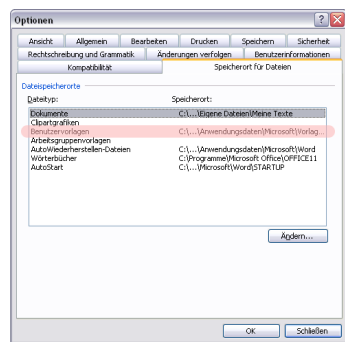 Optionen
Ansicht Allgemein Bearbeiten Drucken Speichern Sicherheit
Rechtschreibung und Grammatik Änderungen verfolgen Benutzerinformationen
Kompatibilität Speicherort für Dateien
Dateispeicherorte
Dateityp: Speicherort:
Dokumente C:\...\Eigene Dateien\Meine Texte
Clipartgrafiken
Benutzervorlagen C:\...\Anwendungsdaten\Microsoft\Vorlag...
Arbeitsgruppenvorlagen
AutoWiederherstellen-Dateien C:\...\Anwendungsdaten\Microsoft\Word
Wörterbücher C:\Programme\Microsoft Office\OFFICE11
AutoStart C:\...\Microsoft\Word\STARTUP
Ändern...
OK Schließen